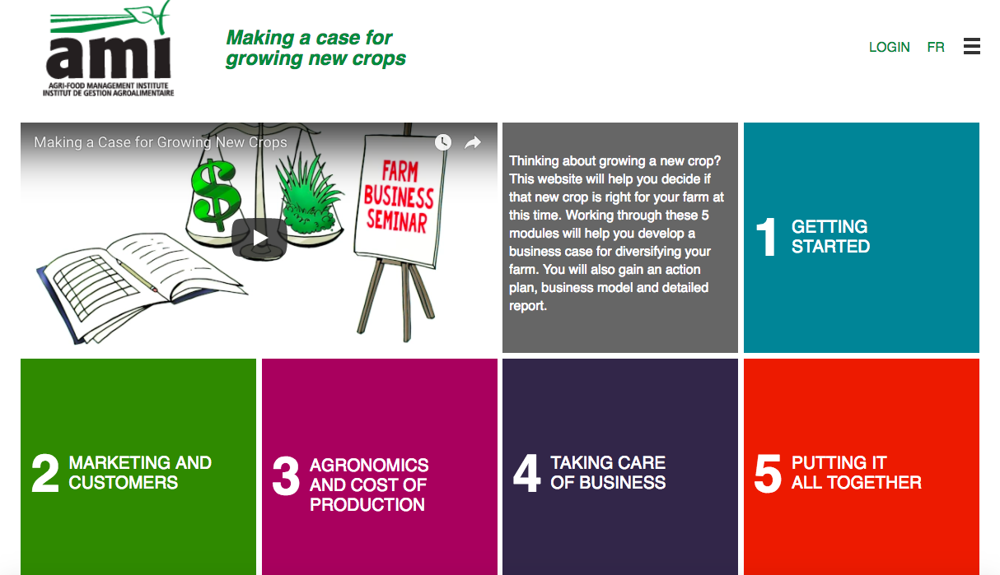 ami
AGRI-FOOD MANAGEMENT INSTITUTE
INSTITUT DE GESTION AGROALIMENTAIRE
Making a case for
growing new crops
LOGIN FR
Making a Case for Growing New Crops
$
FARM
BUSINESS
SEMINAR
Thinking about growing a new crop?
This website will help you decide if
that new crop is right for your farm at
this time. Working through these 5
modules will help you develop a
business case for diversifying your
farm. You will also gain an action
plan, business model and detailed
report.
1 GETTING
STARTED
2 MARKETING AND
CUSTOMERS
3 AGRONOMICS
AND COST OF
PRODUCTION
4 TAKING CARE
OF BUSINESS
5 PUTTING IT
ALL TOGETHER